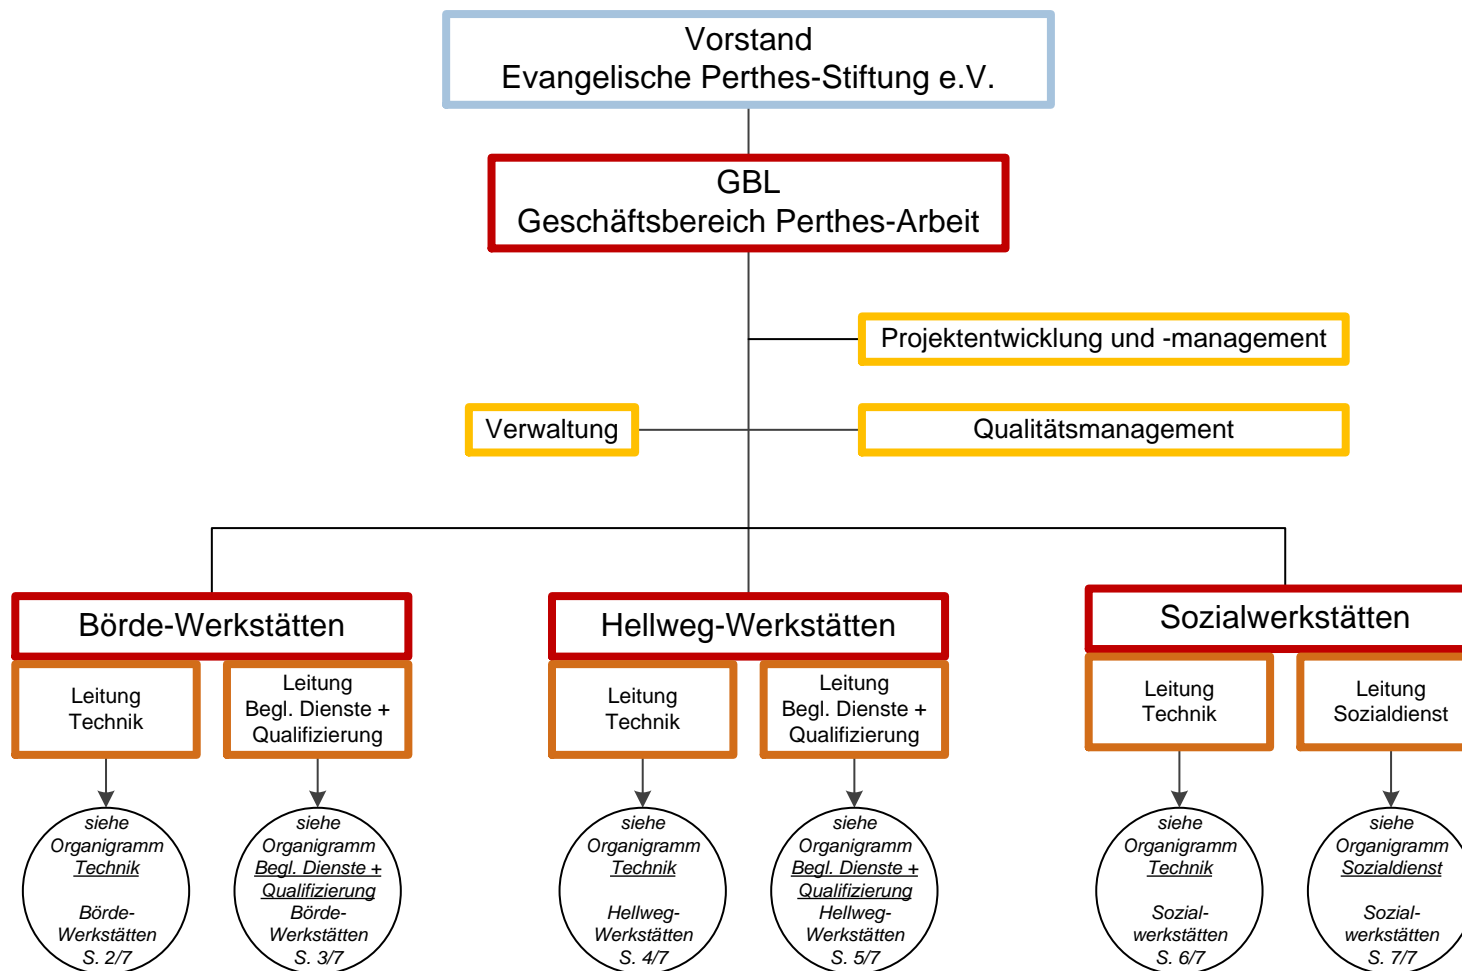 Vorstand
Evangelische Perthes-Stiftung e.V.
GBL
Geschäftsbereich Perthes-Arbeit
Projektentwicklung und -management
Verwaltung
Qualitätsmanagement
Börde-Werkstätten
Leitung
Technik
Leitung
Begl. Dienste +
Qualifizierung
Hellweg-Werkstätten
Leitung
Technik
Leitung
Begl. Dienste +
Qualifizierung
Sozialwerkstätten
Leitung
Technik
Leitung
Sozialdienst
siehe
Organigramm
Technik
Börde-
Werkstätten
S. 2/7
siehe
Organigramm
Begl. Dienste +
Qualifizierung
Börde-
Werkstätten
S. 3/7
siehe
Organigramm
Technik
Hellweg-
Werkstätten
S. 4/7
siehe
Organigramm
Begl. Dienste +
Qualifizierung
Hellweg-
Werkstätten
S. 5/7
siehe
Organigramm
Technik
Sozial-
werkstätten
S. 6/7
siehe
Organigramm
Sozialdienst
Sozial-
werkstätten
S. 7/7